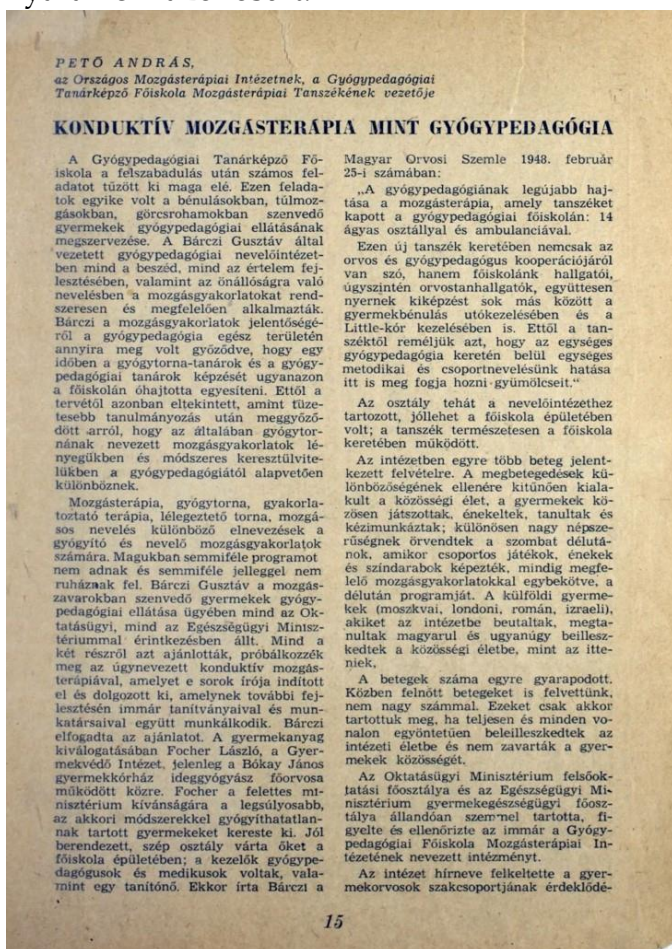 PETŐ ANDRÁS,
az Országos Mozgásterápiai Intézetnek, a Gyógypedagógiai
Tanárképző Főiskola Mozgásterápiai Tanszékének vezetője
KONDUKTÍV MOZGÁSTERÁPIA MINT GYÓGYPEDAGÓGIA
A Gyógypedagógiai Tanárképző Fő-
iskola a felszabadulás után számos fel-
adatot tűzött ki maga elé. Ezen felada-
tok egyike volt a bénulásokban, túlmoz-
gásokban, görcsrohamokban szenvedő
gyermekek gyógypedagógiai ellátásának
megszervezése. A Bárczi Gusztáv által
vezetett gyógypedagógiai nevelőintézet-
ben mind a beszéd, mind az értelem fej-
lesztésében, valamint az önállóságra való
nevelésben a mozgásgyakorlatokat rend-
szeresen és megfelelően alkalmazták.
Bárczi a mozgásgyakorlatok jelentőségé-
ről a gyógypedagógia egész területén
annyira meg volt győződve, hogy egy
időben a gyógytorna-tanárok és a gyógy-
pedagógiai tanárok képzését ugyanazon
a főiskolán óhajtotta egyesíteni. Ettől a
tervétől azonban eltekintett, amint tüze-
tesebb tanulmányozás után meggyőző-
dött arról, hogy az általában gyógytor-
nának nevezett mozgásgyakorlatok lé-
nyegükben és módszeres keresztülvite-
lükben a gyógypedagógiától alapvetően
különböznek.
Mozgásterápia, gyógytorna, gyakorla-
toztató terápia, lélegeztető torna, mozgá-
sos nevelés különböző elnevezések a
gyógyító és nevelő mozgásgyakorlatok
számára. Magukban semmiféle programot
nem adnak és semmiféle jelleggel nem
ruháznak fel. Bárczi Gusztáv a mozgás-
zavarokban szenvedő gyermekek gyógy-
pedagógiai ellátása ügyében mind az Ok-
tatásügyi, mind az Egészségügyi Minisz-
tériummal érintkezésben állt. Mind a
két részről azt ajánlották, próbálkozzék
meg az úgynevezett konduktív mozgás-
terápiával, amelyet e sorok írója indított
el és dolgozott ki, amelynek további fej-
lesztésén immár tanítványaival és mun-
katársaival együtt munkálkodik. Bárczi
elfogadta az ajánlatot. A gyermekanyag
kiválogatásában Focher László, a Gyer-
mekvédő Intézet, jelenleg a Bókay János
gyermekkórház ideggyógyász főorvosa
működött közre. Focher a felettes mi-
nisztérium kívánságára a legsúlyosabb,
az akkori módszerekkel gyógyíthatatlan-
nak tartott gyermekeket kereste ki. Jól
berendezett, szép osztály várta őket a
főiskola épületében; a kezelők gyógype-
dagógusok és medikusok voltak, vala-
mint egy tanítónő. Ekkor írta Bárczi a
Magyar Orvosi Szemle 1948. február
25-i számában:
„A gyógypedagógiának legújabb haj-
tása a mozgásterápia, amely tanszéket
kapott a gyógypedagógiai főiskolán: 14
ágyas osztállyal és ambulanciával.
Ezen új tanszék keretében nemcsak az
orvos és gyógypedagógus kooperációjáról
van szó, hanem főiskolánk hallgatói,
úgyszintén orvostanhallgatók, együttesen
nyernek kiképzést sok más között a
gyermekbénulás utókezelésében és a
Little-kór kezelésében is. Ettől a tan-
széktől reméljük azt, hogy az egységes
gyógypedagógia keretén belül egységes
metodikai és csoportnevelésünk hatása
itt is meg fogja hozni gyümölcseit.“
Az osztály tehát a nevelőintézethez
tartozott, jóllehet a főiskola épületében
volt; a tanszék természetesen a főiskola
keretében működött.
Az intézetben egyre több beteg jelent-
kezett felvételre. A megbetegedések kü-
lönbözőségének ellenére kitűnően kiala-
kult a közösségi élet, a gyermekek kö-
zösen játszottak, énekeltek, tanultak és
kézimunkáztak; különösen nagy népsze-
rűségnek örvendtek a szombat délutá-
nok, amikor csoportos játékok, énekek
és színdarabok képezték, mindig megfe-
lelő mozgásgyakorlatokkal egybekötve, a
délután programját. A külföldi gyerme-
kek (moszkvai, londoni, román, izraeli),
akiket az intézetbe beutaltak, megta-
nultak magyarul és ugyanúgy beillesz-
kedtek a közösségi életbe, mint az itte-
niek.
A betegek száma egyre gyarapodott.
Közben felnőtt betegeket is felvettünk,
nem nagy számmal. Ezeket csak akkor
tartottuk meg, ha teljesen és minden vo-
nalon egyöntetűen beleilleszkedtek az
intézeti életbe és nem zavarták a gyer-
mekek közösségét.
Az Oktatásügyi Minisztérium felsőok-
tatási főosztálya és az Egészségügyi Mi-
nisztérium gyermekegészségügyi főosz-
tálya állandóan szemmel tartotta, fi-
gyelte és ellenőrizte az immár a Gyógy-
pedagógiai Főiskola Mozgásterápiai In-
tézetének nevezett intézményt.
Az intézet hírneve felkeltette a gyer-
mekorvosok szakcsoportjának érdeklődé-
15